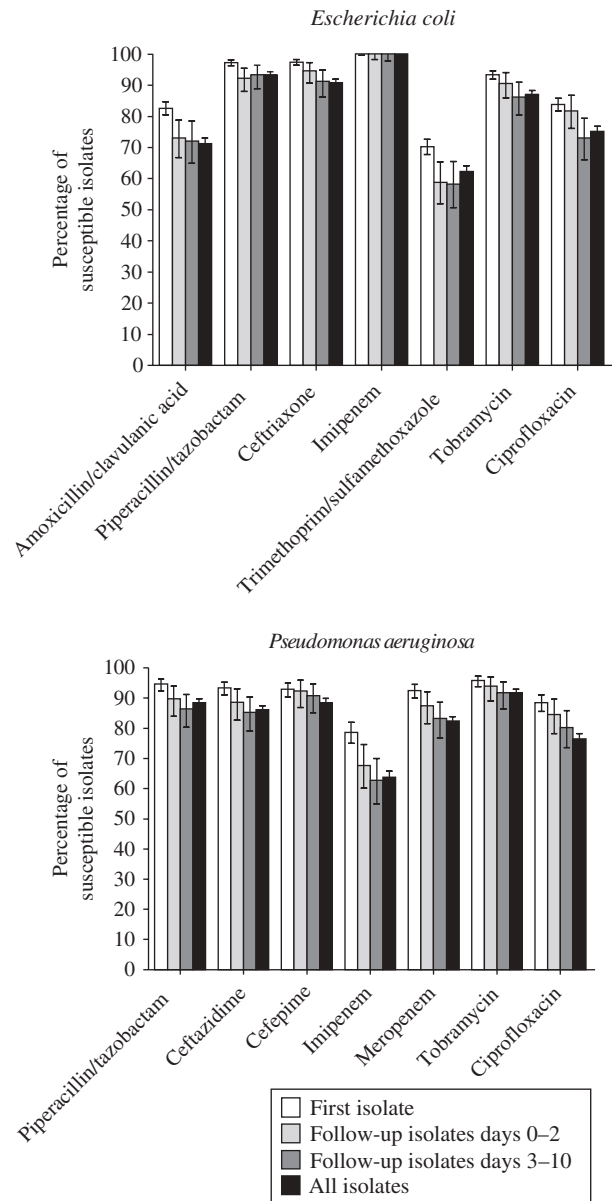 Escherichia coli
Percentage of
susceptible isolates
100
90
80
70
60
50
40
30
20
10
0
Amoxicillin/clavulanic acid
Piperacillin/tazobactam
Ceftriaxone
Imipenem
Trimethoprim/sulfamethoxazole
Tobramycin
Ciprofloxacin
Pseudomonas aeruginosa
Percentage of
susceptible isolates
100
90
80
70
60
50
40
30
20
10
0
Piperacillin/tazobactam
Ceftazidime
Cefepime
Imipenem
Meropenem
Tobramycin
Ciprofloxacin
First isolate
Follow-up isolates days 0–2
Follow-up isolates days 3–10
All isolates